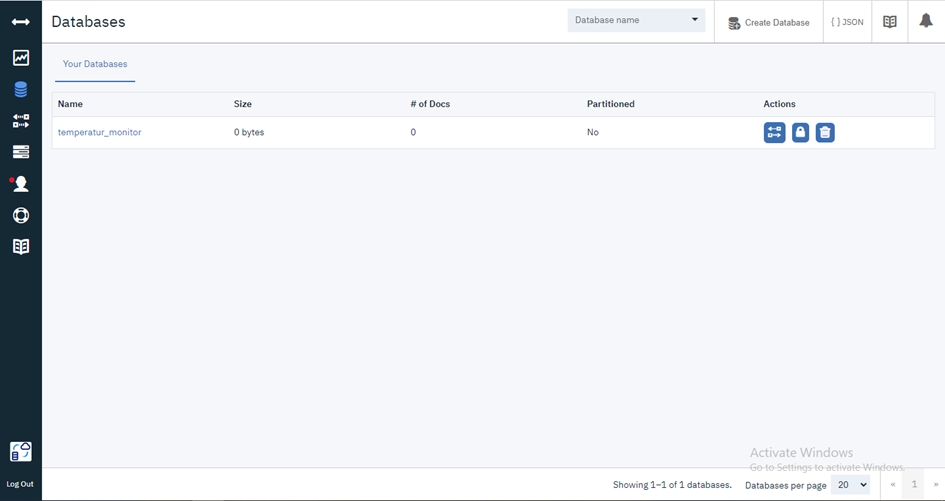 Databases
Database name
Create Database
{ } JSON
Your Databases
Name Size # of Docs Partitioned Actions
temperatur_monitor 0 bytes 0 No
Activate Windows
Go to Settings to activate Windows.
Log Out
Showing 1–1 of 1 databases. Databases per page 20 « 1 »